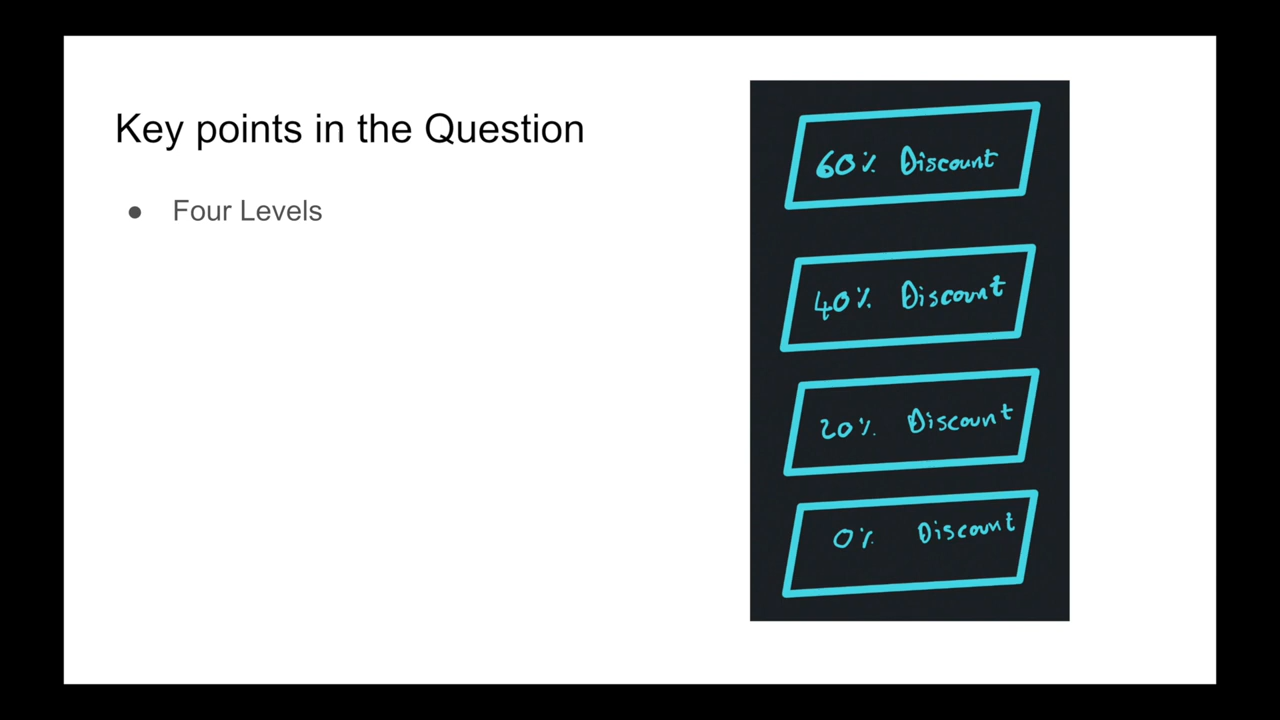 Key points in the Question
● Four Levels
60% Discount
40% Discount
20% Discount
0% Discount